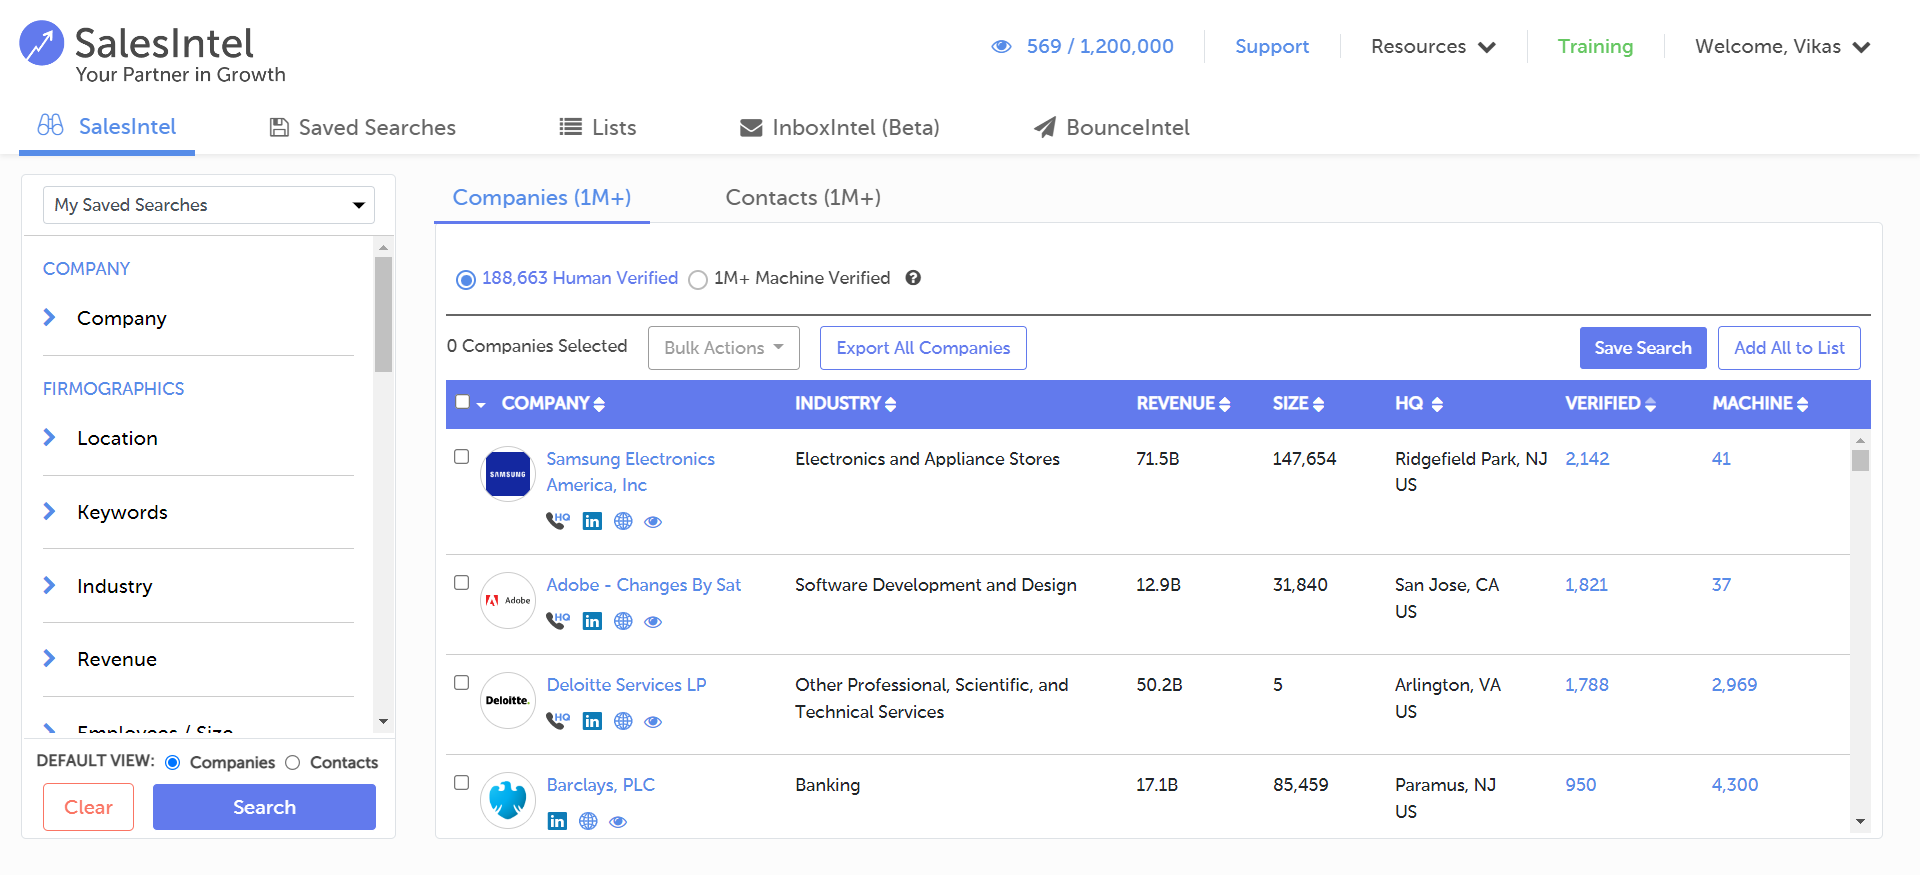 SalesIntel
Your Partner in Growth
569 / 1,200,000
Support
Resources
Training
Welcome, Vikas
SalesIntel
Saved Searches
Lists
InboxIntel (Beta)
BounceIntel
My Saved Searches
COMPANY
Company
FIRMOGRAPHICS
Location
Keywords
Industry
Revenue
Employees / Size
DEFAULT VIEW:
Companies
Contacts
Clear
Search
Companies (1M+)
Contacts (1M+)
188,663 Human Verified
1M+ Machine Verified
?
0 Companies Selected
Bulk Actions
Export All Companies
Save Search
Add All to List
COMPANY
INDUSTRY
REVENUE
SIZE
HQ
VERIFIED
MACHINE
SAMSUNG
Samsung Electronics
America, Inc
HQ
in
Electronics and Appliance Stores
71.5B
147,654
Ridgefield Park, NJ
US
2,142
41
Adobe
Adobe - Changes By Sat
HQ
in
Software Development and Design
12.9B
31,840
San Jose, CA
US
1,821
37
Deloitte.
Deloitte Services LP
HQ
in
Other Professional, Scientific, and
Technical Services
50.2B
5
Arlington, VA
US
1,788
2,969
Barclays, PLC
in
Banking
17.1B
85,459
Paramus, NJ
US
950
4,300